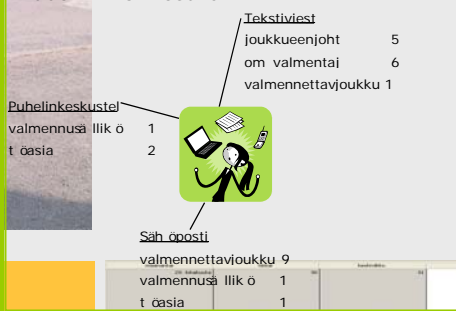 Tekstiviest
joukkueenjoht 5
om valmentaj 6
valmennettavjoukku 1
Puhelinkeskustel
valmennusä llik ö 1
t öasia 2
Säh öposti
valmennettavjoukku 9
valmennusä llik ö 1
t öasia 1